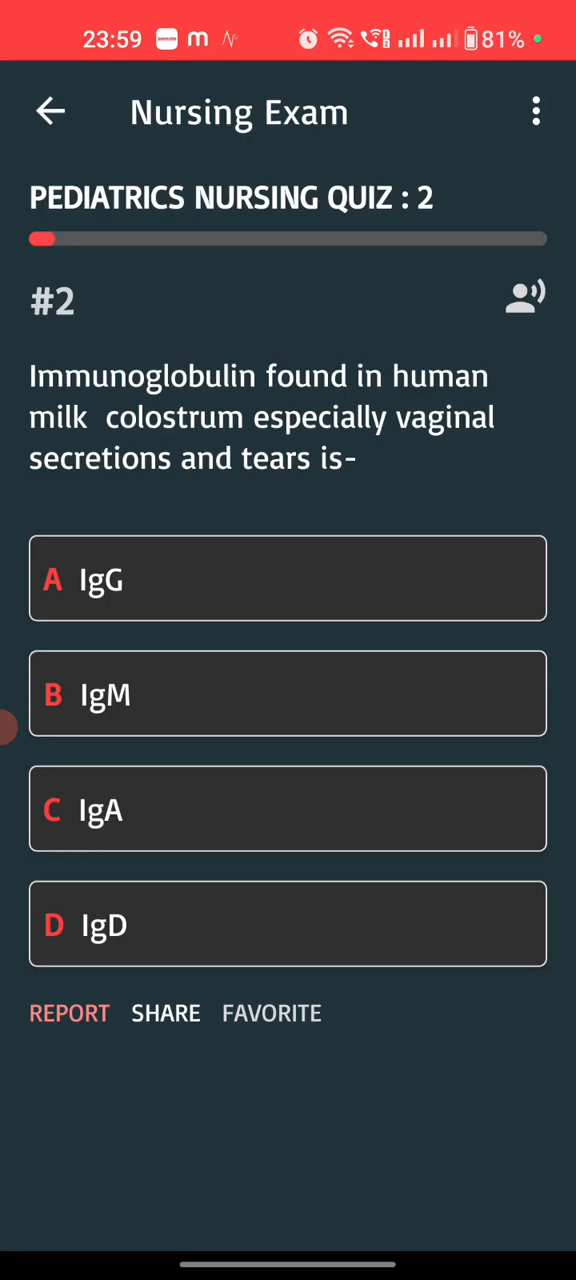 23:59 m 81%
Nursing Exam
PEDIATRICS NURSING QUIZ : 2
#2
Immunoglobulin found in human
milk colostrum especially vaginal
secretions and tears is-
A IgG
B IgM
C IgA
D IgD
REPORT SHARE FAVORITE